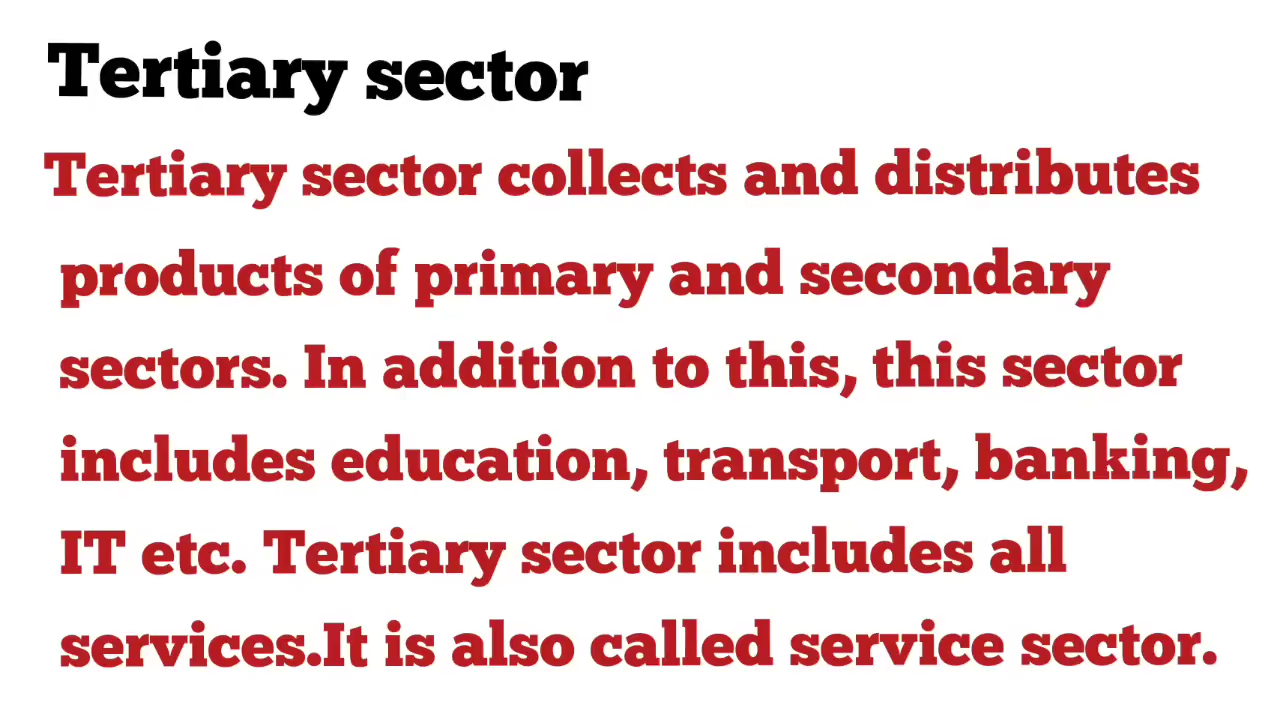 Tertiary sector
Tertiary sector collects and distributes
products of primary and secondary
sectors. In addition to this, this sector
includes education, transport, banking,
IT etc. Tertiary sector includes all
services.It is also called service sector.